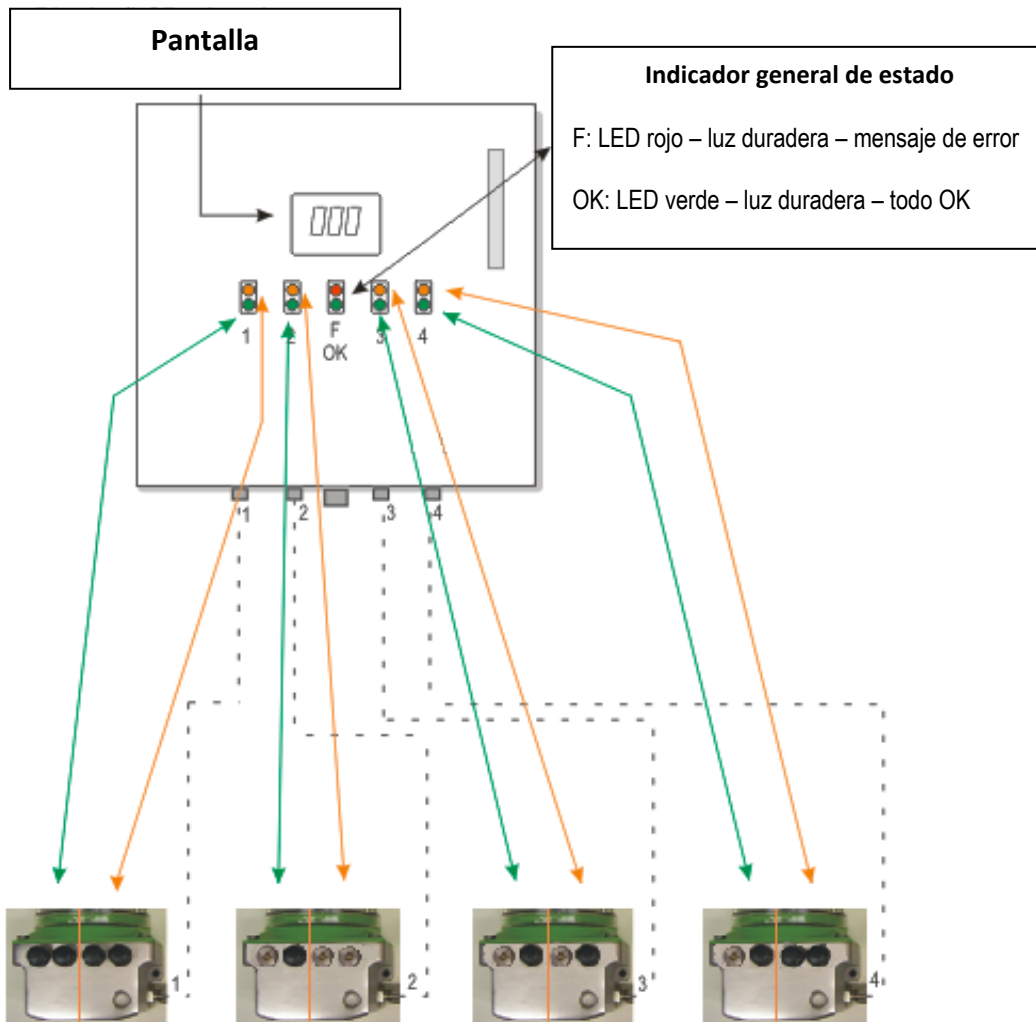 Pantalla
Indicador general de estado
F: LED rojo – luz duradera – mensaje de error
OK: LED verde – luz duradera – todo OK
000
1 2 F 3 4
OK
1 2 3 4
1 2 3 4